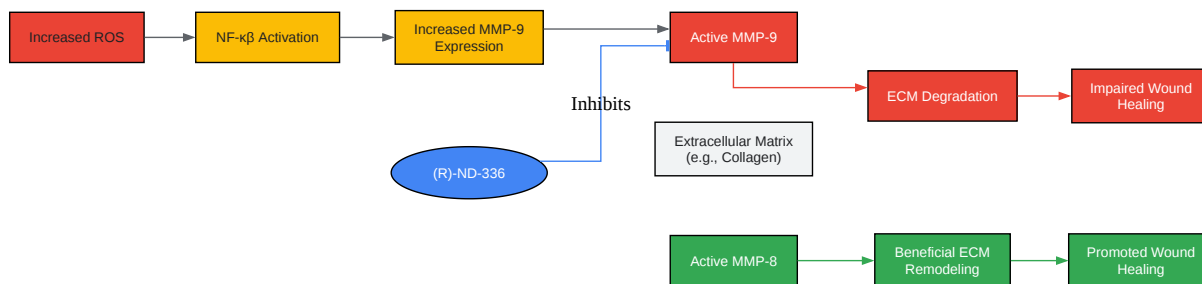 Increased ROS
NF-κβ Activation
Increased MMP-9
Expression
Active MMP-9
ECM Degradation
Impaired Wound
Healing
Inhibits
Extracellular Matrix
(e.g., Collagen)
(R)-ND-336
Active MMP-8
Beneficial ECM
Remodeling
Promoted Wound
Healing